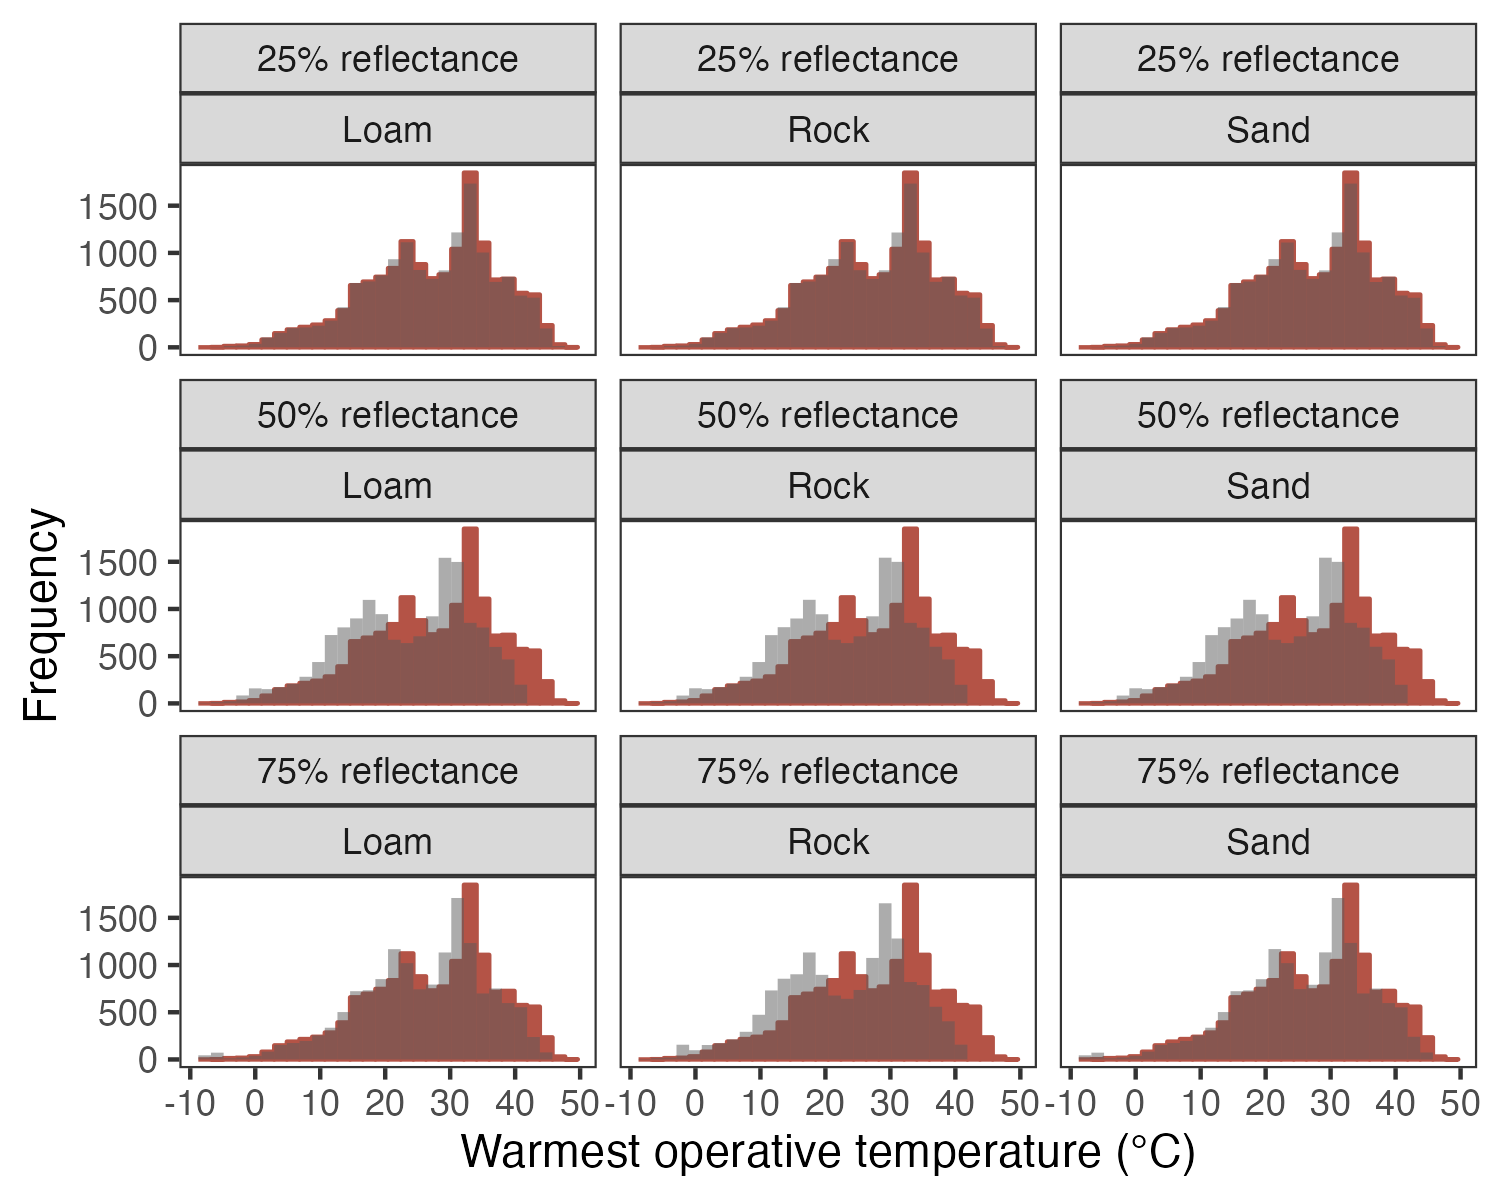 25% reflectance 25% reflectance 25% reflectance
Loam Rock Sand
1500
1000
500
0
50% reflectance 50% reflectance 50% reflectance
Loam Rock Sand
1500
1000
500
0
75% reflectance 75% reflectance 75% reflectance
Loam Rock Sand
1500
1000
500
0
Frequency
-10 0 10 20 30 40 50 -10 0 10 20 30 40 50 -10 0 10 20 30 40 50
Warmest operative temperature (°C)